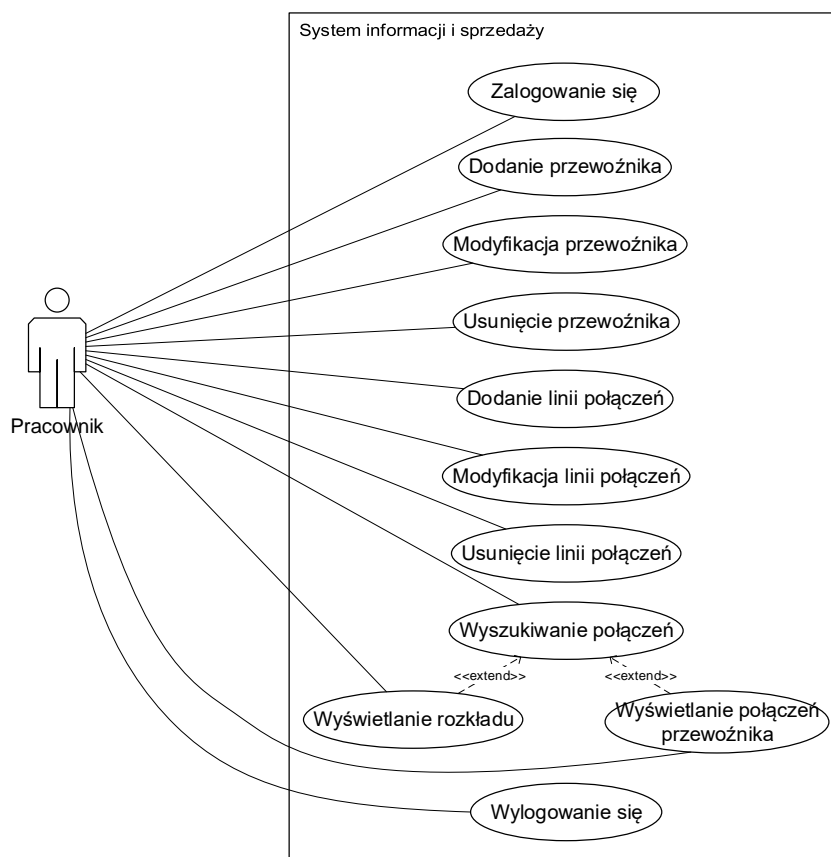 System informacji i sprzedaży
Zalogowanie się
Dodanie przewoźnika
Modyfikacja przewoźnika
Usunięcie przewoźnika
Dodanie linii połączeń
Pracownik
Modyfikacja linii połączeń
Usunięcie linii połączeń
Wyszukiwanie połączeń
<<extend>>
<<extend>>
Wyświetlanie rozkładu
Wyświetlanie połączeń
przewoźnika
Wylogowanie się